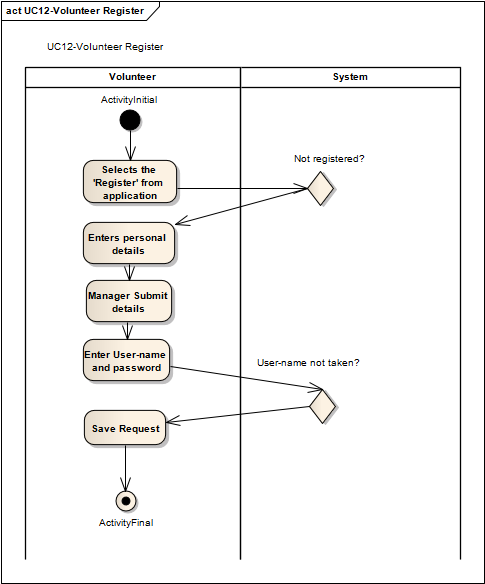 act UC12-Volunteer Register
UC12-Volunteer Register
Volunteer
System
ActivityInitial
Selects the
'Register' from
application
Not registered?
Enters personal
details
Manager Submit
details
Enter User-name
and password
User-name not taken?
Save Request
ActivityFinal